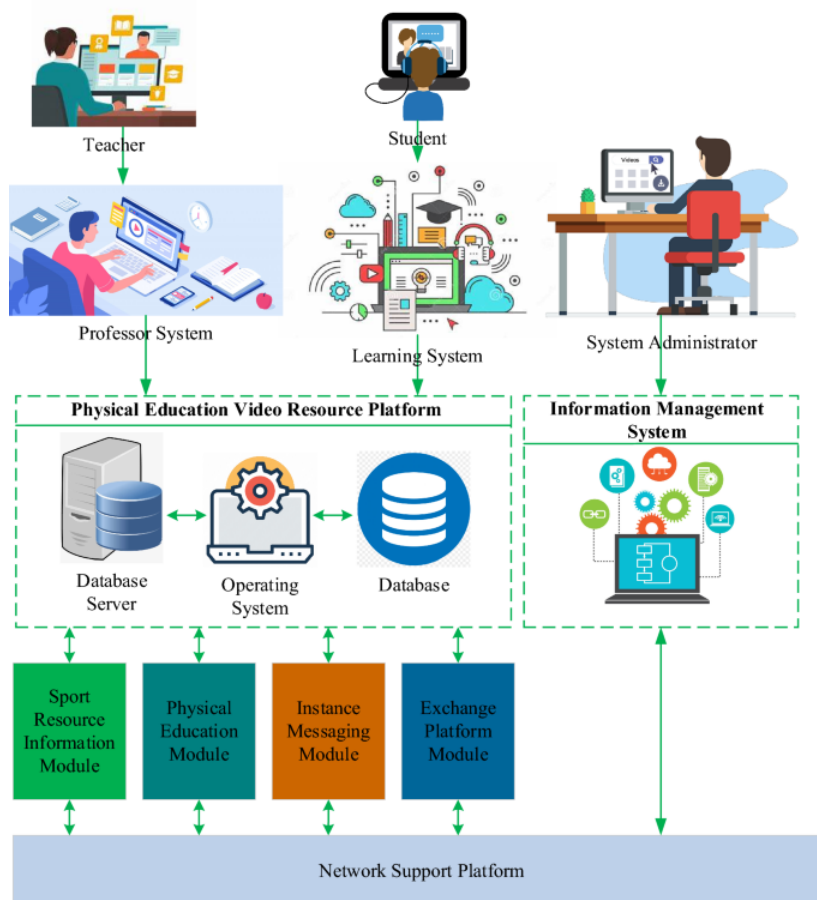 Teacher
Student
Videos
Professor System
Learning System
System Administrator
Physical Education Video Resource Platform
Information Management
System
Database
Server
Operating
System
Database
Sport
Resource
Information
Module
Physical
Education
Module
Instance
Messaging
Module
Exchange
Platform
Module
Network Support Platform